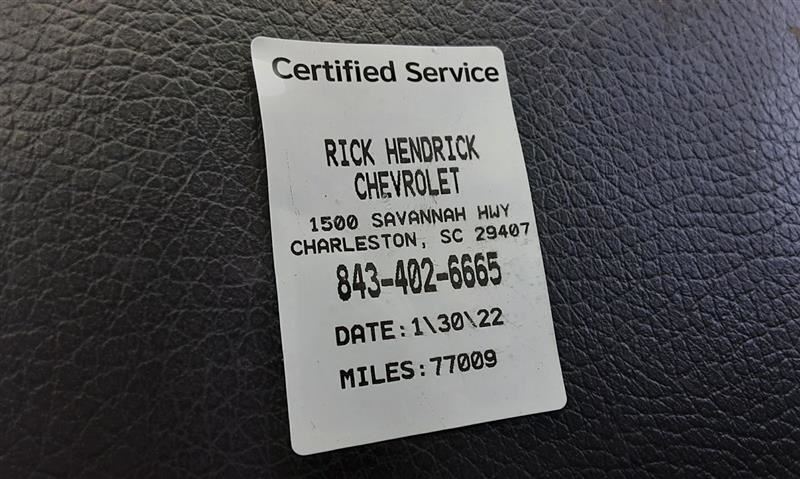 Certified Service
RICK HENDRICK
CHEVROLET
1500 SAVANNAH HWY
CHARLESTON, SC 29407
843-402-6665
DATE:1\30\22
MILES:77009